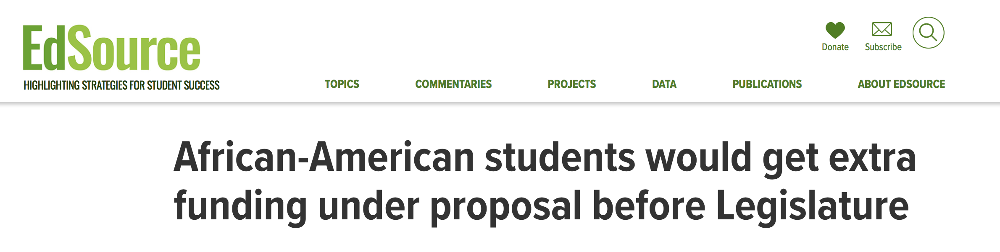 EdSource
HIGHLIGHTING STRATEGIES FOR STUDENT SUCCESS
Donate Subscribe
TOPICS COMMENTARIES PROJECTS DATA PUBLICATIONS ABOUT EDSOURCE
African-American students would get extra
funding under proposal before Legislature